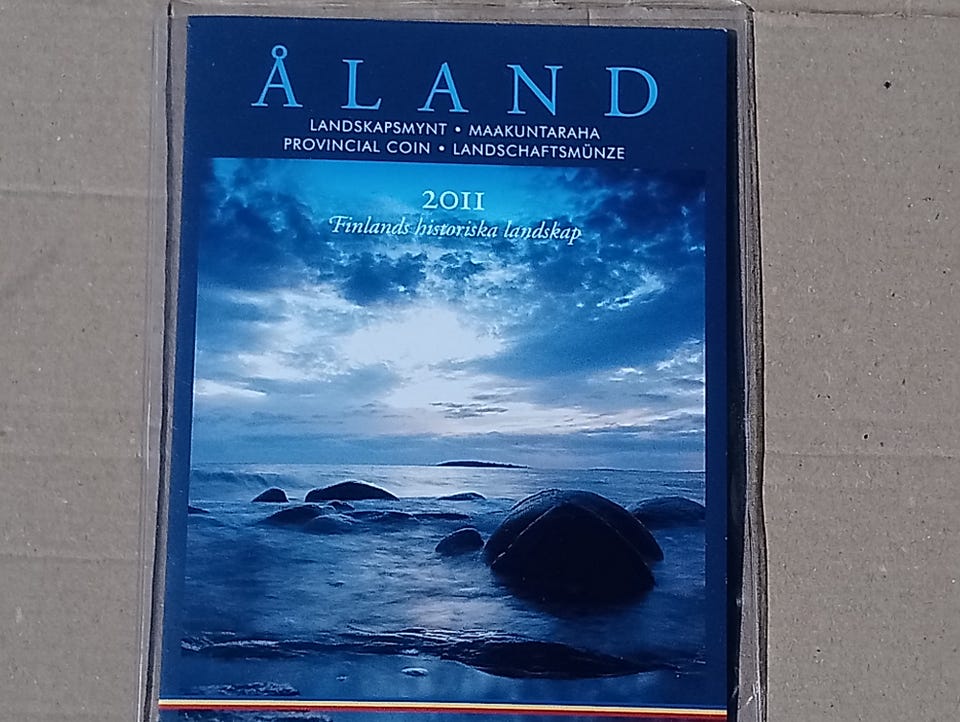 ÅLAND
LANDSKAPSMYNT • MAAKUNTARAHA
PROVINCIAL COIN • LANDSCHAFTSMÜNZE
2011
Finlands historiska landskap